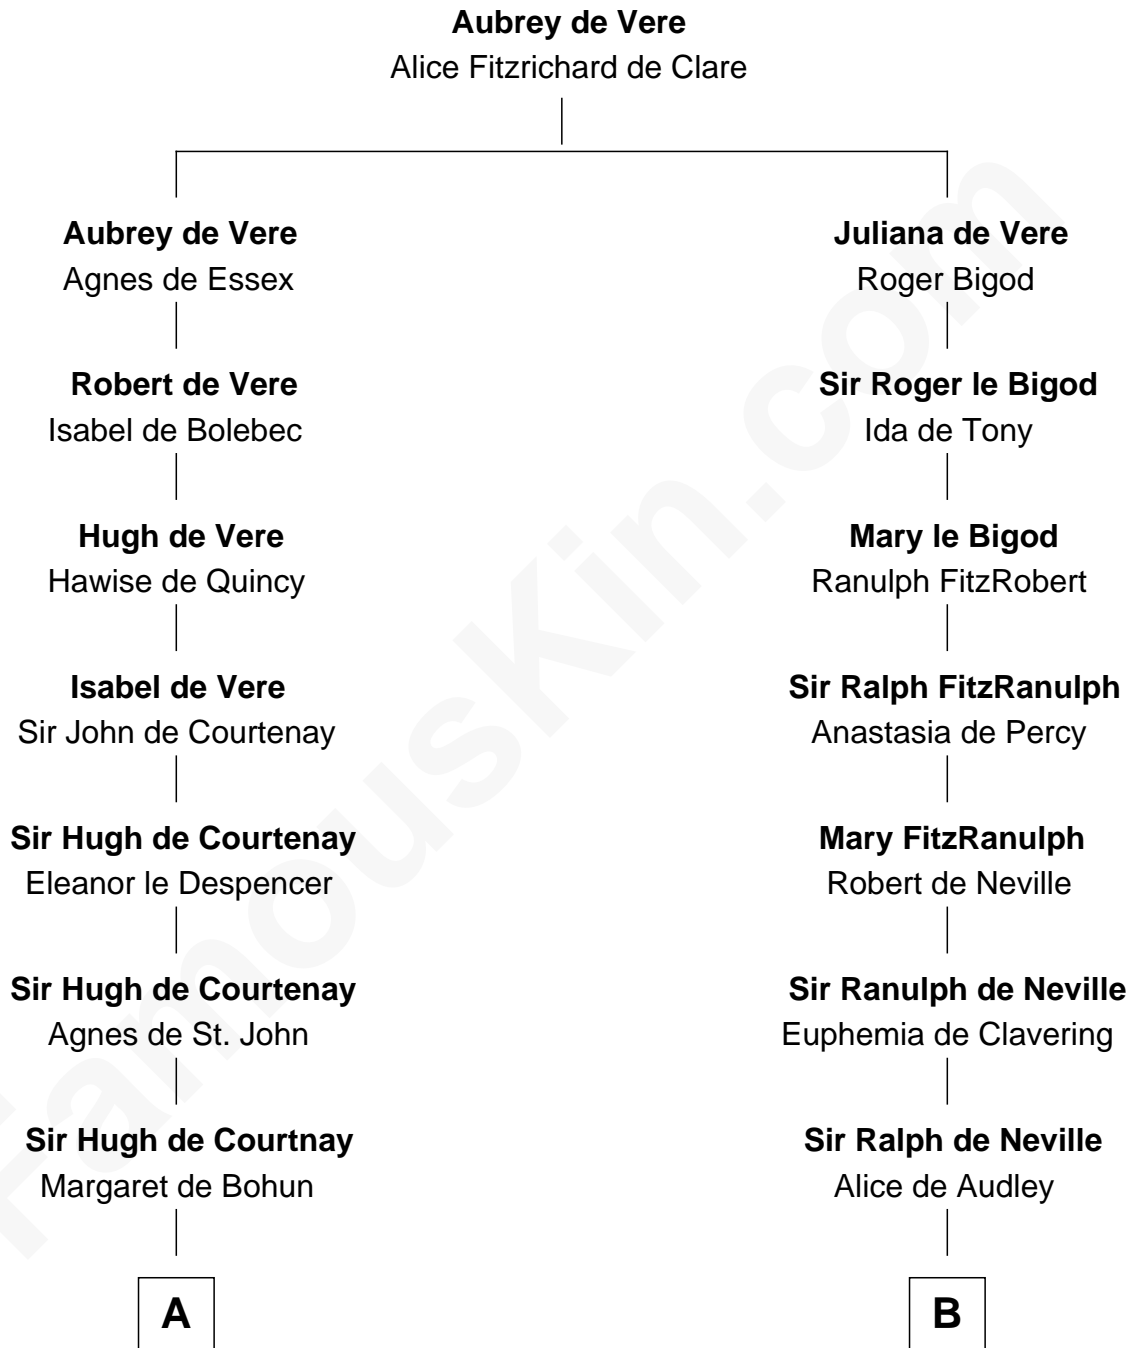 Aubrey de Vere
Alice Fitzrichard de Clare
Aubrey de Vere
Agnes de Essex
Juliana de Vere
Roger Bigod
Robert de Vere
Isabel de Bolebec
Sir Roger le Bigod
Ida de Tony
Hugh de Vere
Hawise de Quincy
Mary le Bigod
Ranulph FitzRobert
Isabel de Vere
Sir John de Courtenay
Sir Ralph FitzRanulph
Anastasia de Percy
Sir Hugh de Courtenay
Eleanor le Despencer
Mary FitzRanulph
Robert de Neville
Sir Hugh de Courtenay
Agnes de St. John
Sir Ranulph de Neville
Euphemia de Clavering
Sir Hugh de Courtnay
Margaret de Bohun
Sir Ralph de Neville
Alice de Audley
A
B
FamousKin.com